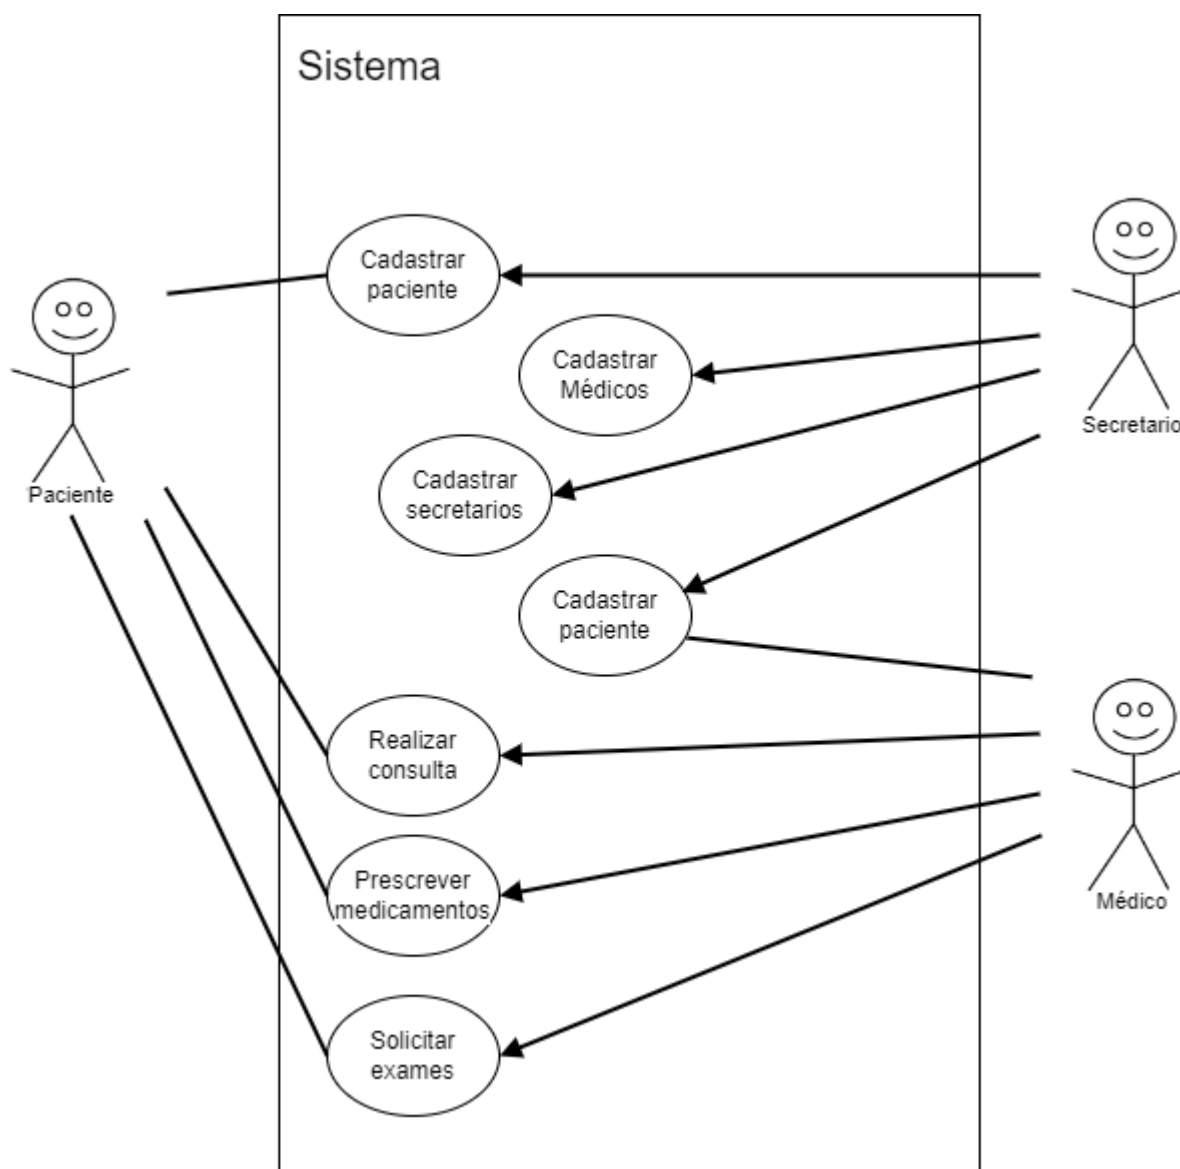 Sistema
Cadastrar
paciente
Cadastrar
Médicos
Secretario
Cadastrar
secretarios
Paciente
Cadastrar
paciente
Realizar
consulta
Prescrever
medicamentos
Médico
Solicitar
exames